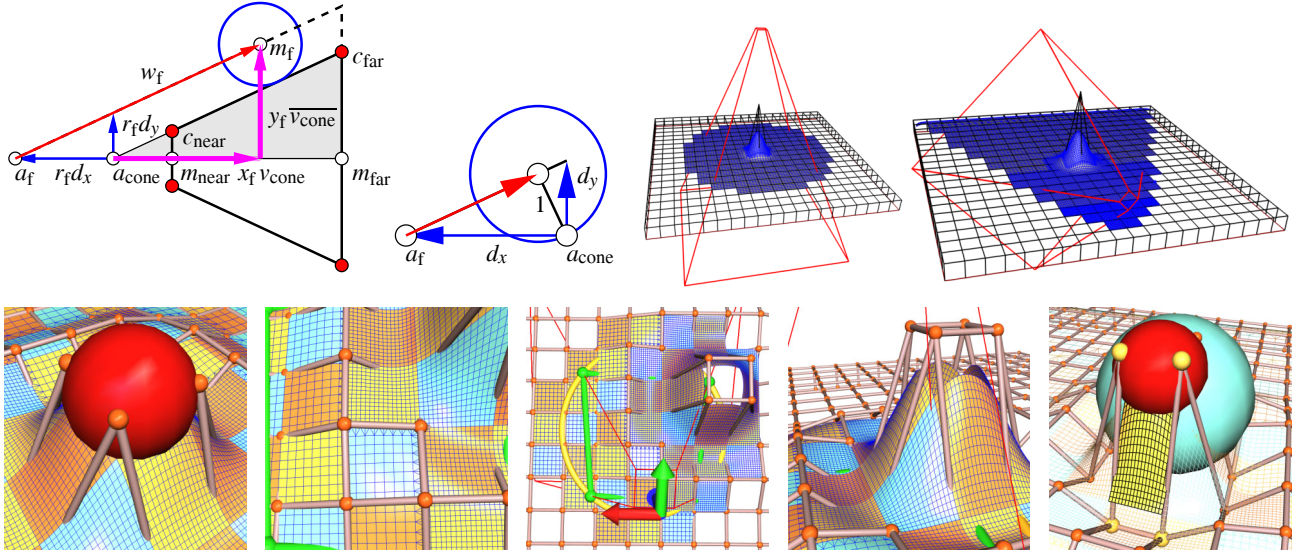 m_f
w_f
c_far
r_f d_y
c_near
y_f \overline{v_cone}
a_f
r_f d_x
a_cone
m_near
x_f v_cone
m_far
d_y
1
a_f
d_x
a_cone